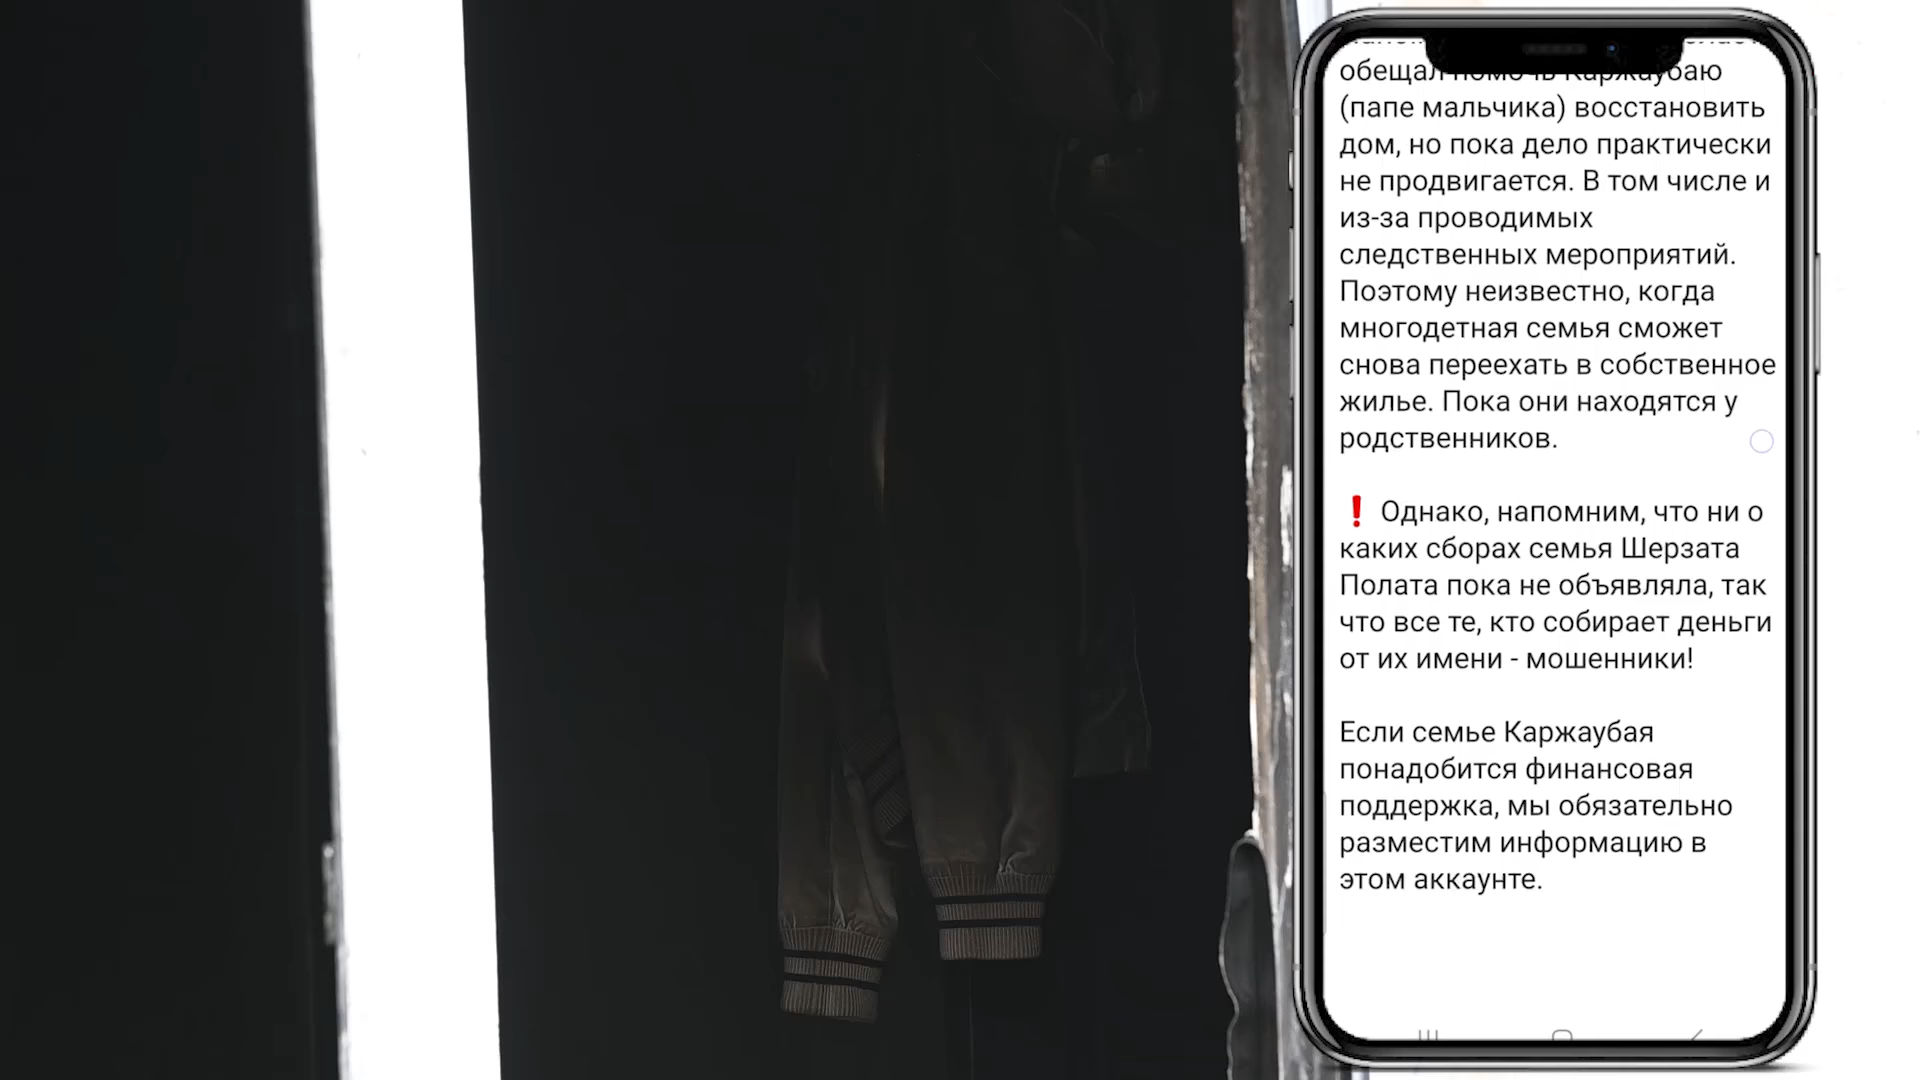 обещал помочь Каржаубаю
(папе мальчика) восстановить
дом, но пока дело практически
не продвигается. В том числе и
из-за проводимых
следственных мероприятий.
Поэтому неизвестно, когда
многодетная семья сможет
снова переехать в собственное
жилье. Пока они находятся у
родственников.
❗ Однако, напомним, что ни о
каких сборах семья Шерзата
Полата пока не объявляла, так
что все те, кто собирает деньги
от их имени - мошенники!
Если семье Каржаубая
понадобится финансовая
поддержка, мы обязательно
разместим информацию в
этом аккаунте.